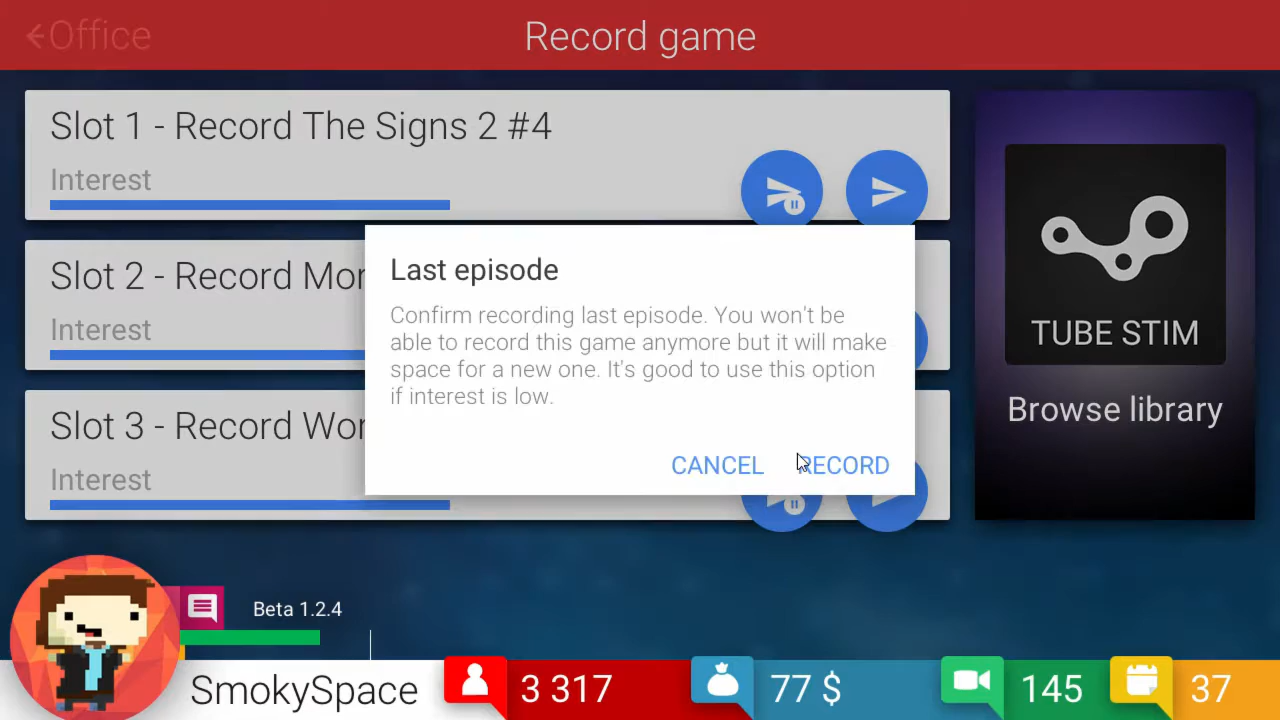 Office
Record game
Slot 1 - Record The Signs 2 #4
Interest
Slot 2 - Record Mor
Interest
Slot 3 - Record Wor
Interest
Last episode
Confirm recording last episode. You won't be
able to record this game anymore but it will make
space for a new one. It's good to use this option
if interest is low.
CANCEL
RECORD
TUBE STIM
Browse library
Beta 1.2.4
SmokySpace
3 317
77 $
145
37